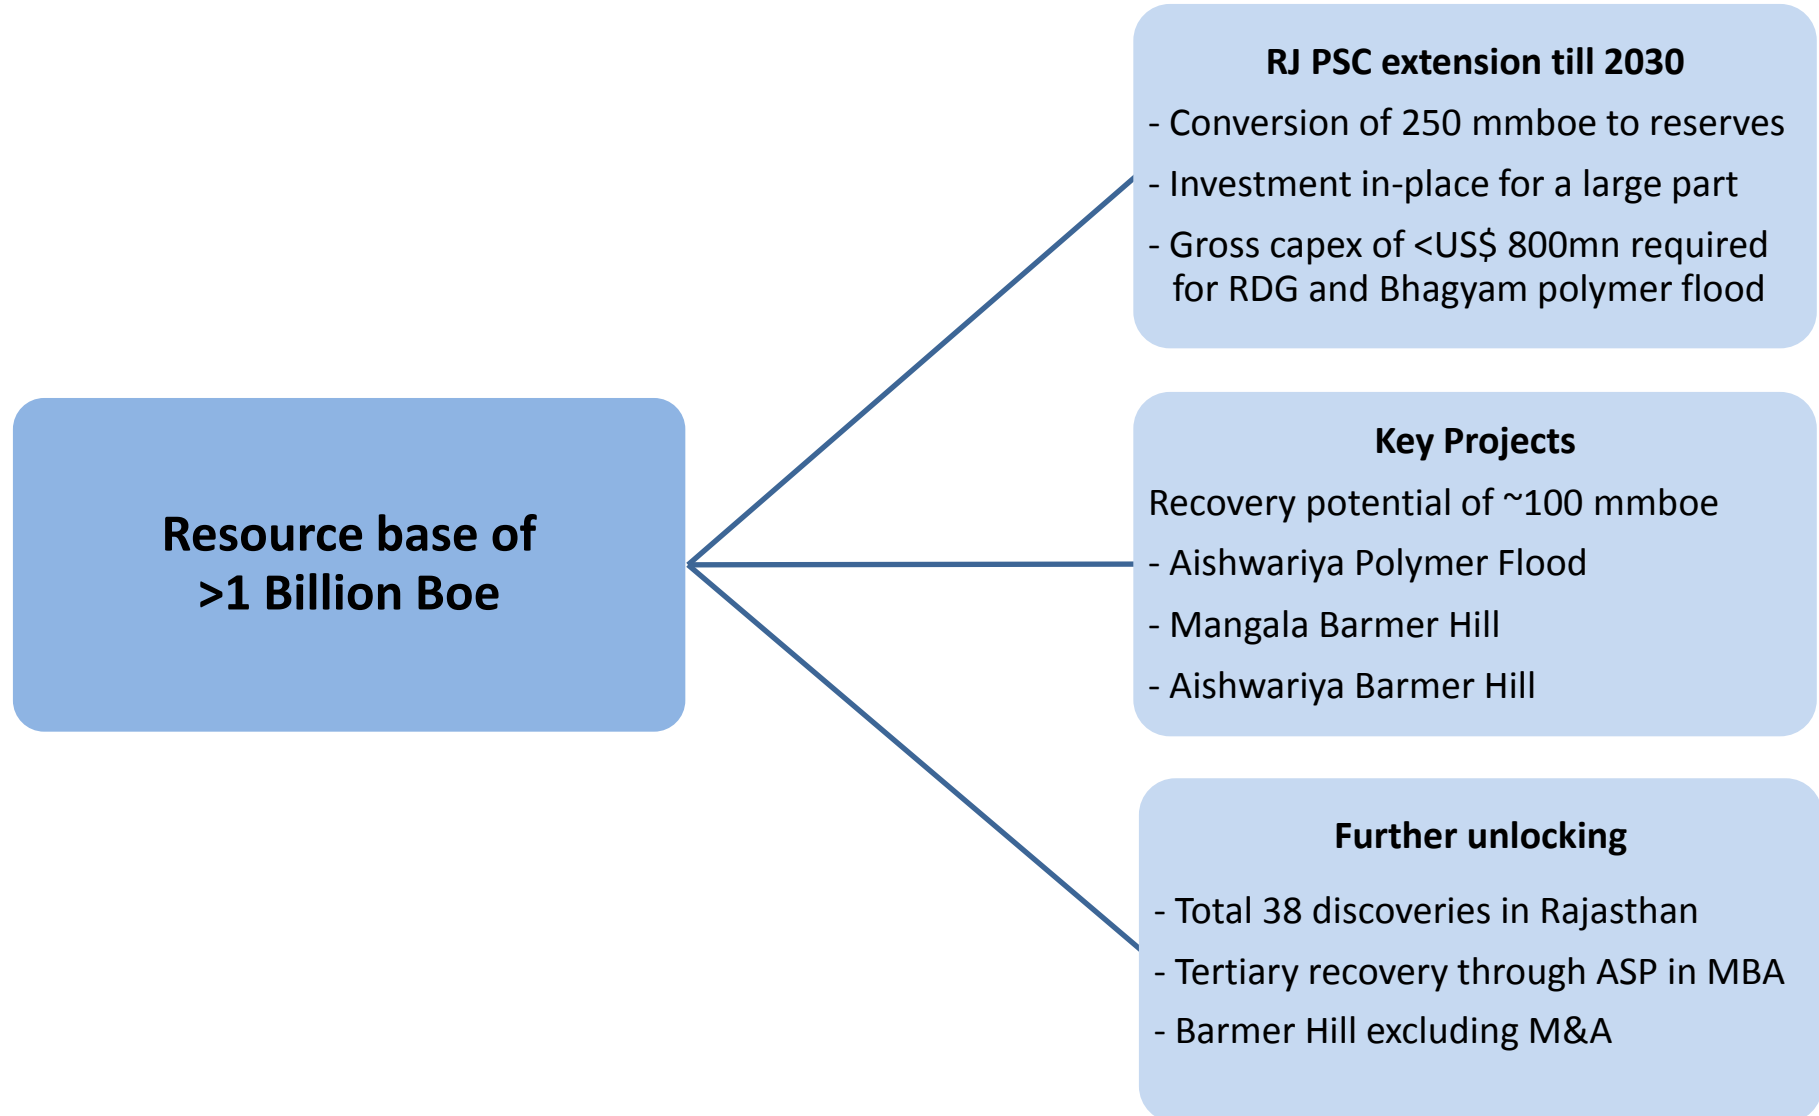 Resource base of
>1 Billion Boe
RJ PSC extension till 2030
- Conversion of 250 mmboe to reserves
- Investment in-place for a large part
- Gross capex of <US$ 800mn required
for RDG and Bhagyam polymer flood
Key Projects
Recovery potential of ~100 mmboe
- Aishwariya Polymer Flood
- Mangala Barmer Hill
- Aishwariya Barmer Hill
Further unlocking
- Total 38 discoveries in Rajasthan
- Tertiary recovery through ASP in MBA
- Barmer Hill excluding M&A